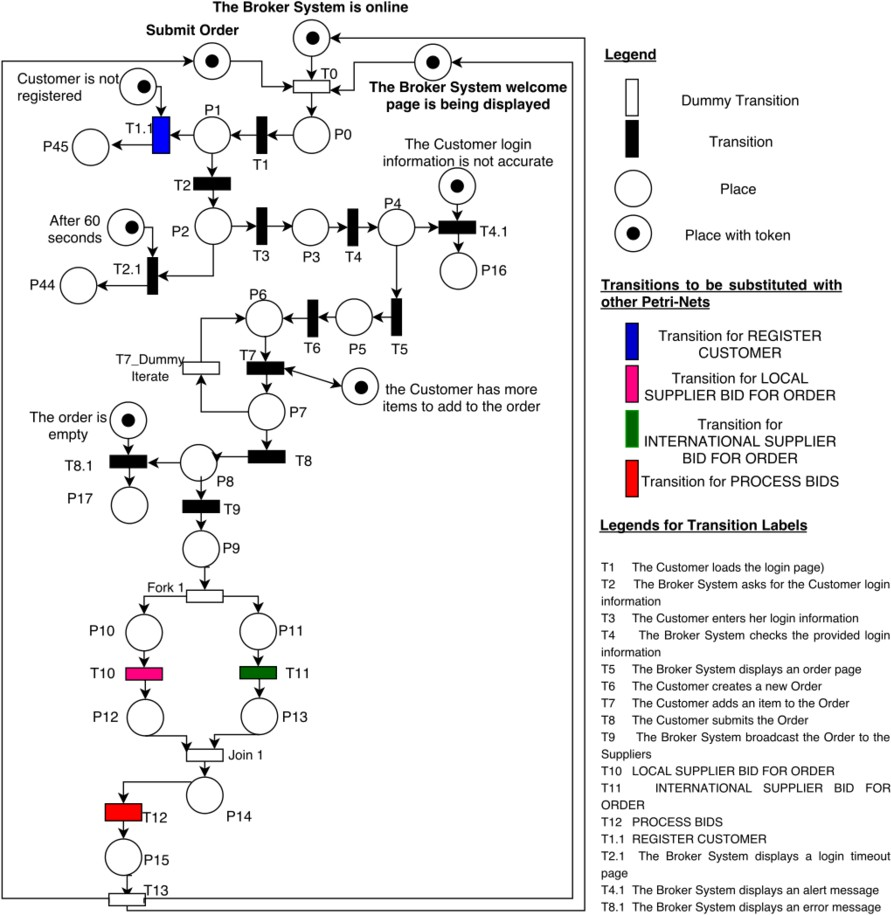 The Broker System is online
Submit Order
T0
Customer is not
registered
The Broker System welcome
page is being displayed
P1
T1.1
P45
T1
P0
The Customer login
information is not accurate
T2
P4
After 60
seconds
P2
T3
P3
T4
T4.1
T2.1
P44
P16
P6
T6
P5
T5
T7_Dummy
Iterate
T7
the Customer has more
items to add to the order
The order is
empty
P7
T8.1
T8
P8
P17
T9
P9
Fork 1
P10
P11
T10
T11
P12
P13
Join 1
P14
T12
P15
T13
Legend
Dummy Transition
Transition
Place
Place with token
Transitions to be substituted with
other Petri-Nets
Transition for REGISTER
CUSTOMER
Transition for LOCAL
SUPPLIER BID FOR ORDER
Transition for
INTERNATIONAL SUPPLIER
BID FOR ORDER
Transition for PROCESS BIDS
Legends for Transition Labels
T1 The Customer loads the login page)
T2 The Broker System asks for the Customer login
information
T3 The Customer enters her login information
T4 The Broker System checks the provided login
information
T5 The Broker System displays an order page
T6 The Customer creates a new Order
T7 The Customer adds an item to the Order
T8 The Customer submits the Order
T9 The Broker System broadcast the Order to the
Suppliers
T10 LOCAL SUPPLIER BID FOR ORDER
T11 INTERNATIONAL SUPPLIER BID FOR
ORDER
T12 PROCESS BIDS
T1.1 REGISTER CUSTOMER
T2.1 The Broker System displays a login timeout
page
T4.1 The Broker System displays an alert message
T8.1 The Broker System displays an error message